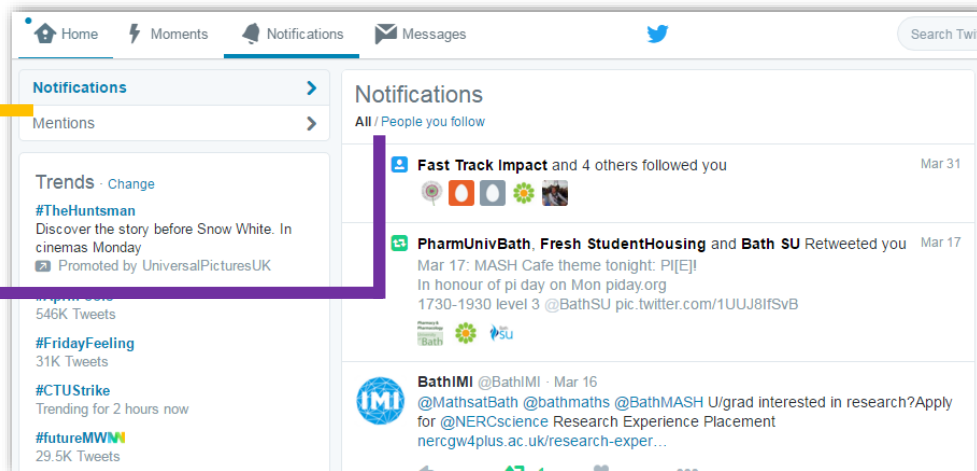 Home Moments Notifications Messages Search Twi
Notifications
Mentions
Trends · Change
#TheHuntsman
Discover the story before Snow White. In
cinemas Monday
Promoted by UniversalPicturesUK
546K Tweets
#FridayFeeling
31K Tweets
#CTUStrike
Trending for 2 hours now
#futureMWN
29.5K Tweets
Notifications
All / People you follow
Fast Track Impact and 4 others followed you Mar 31
PharmUnivBath, Fresh StudentHousing and Bath SU Retweeted you Mar 17
Mar 17: MASH Cafe theme tonight: PI[E]!
In honour of pi day on Mon piday.org
1730-1930 level 3 @BathSU pic.twitter.com/1UUJ8IfSvB
Bath
SU
IMI
BathIMI @BathIMI · Mar 16
@MathsatBath @bathmaths @BathMASH U/grad interested in research?Apply
for @NERCscience Research Experience Placement
nercgw4plus.ac.uk/research-exper…